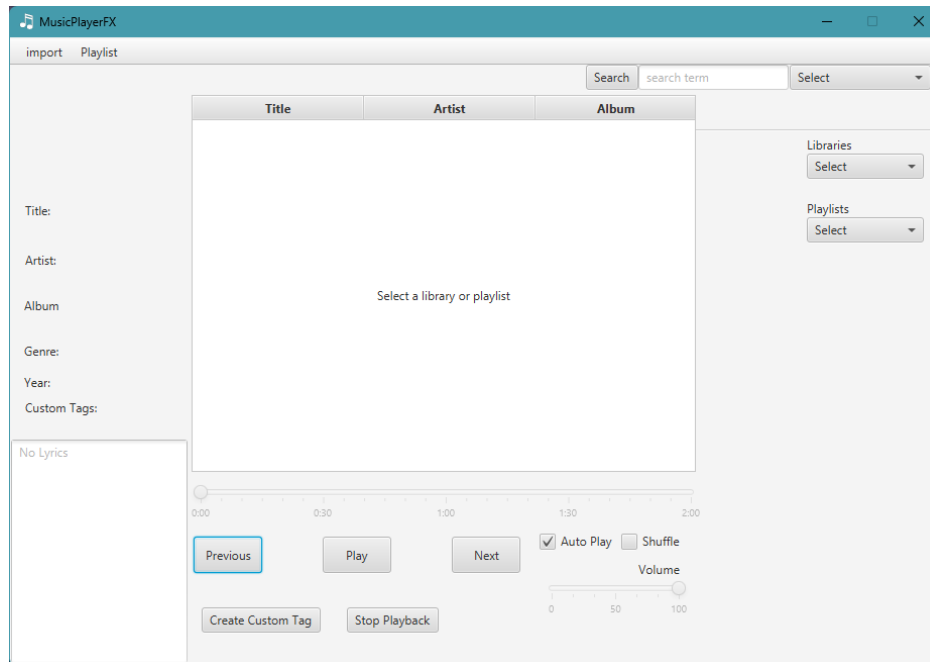 MusicPlayerFX
import Playlist
Search search term Select
Title Artist Album
Libraries
Select
Playlists
Select
Title:
Artist:
Album
Genre:
Year:
Custom Tags:
Select a library or playlist
No Lyrics
0:00 0:30 1:00 1:30 2:00
Previous Play Next Auto Play Shuffle
Volume
0 50 100
Create Custom Tag Stop Playback